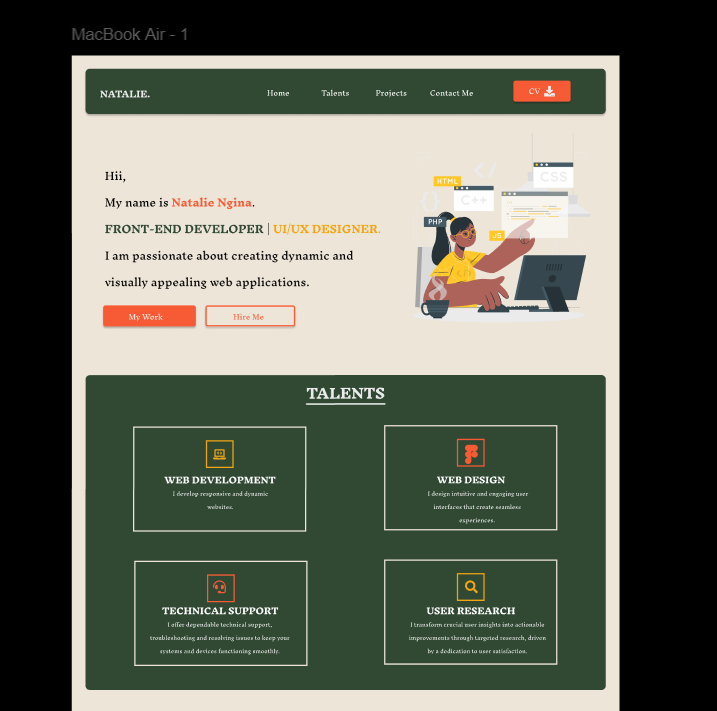 MacBook Air - 1
NATALIE.
Home
Talents
Projects
Contact Me
CV
Hii,
My name is Natalie Ngina.
FRONT-END DEVELOPER | UI/UX DESIGNER.
I am passionate about creating dynamic and
visually appealing web applications.
My Work
Hire Me
</>
CSS
HTML
{}
C++
PHP
JS
</>
TALENTS
WEB DEVELOPMENT
I develop responsive and dynamic
websites.
WEB DESIGN
I design intuitive and engaging user
interfaces that create seamless
experiences.
TECHNICAL SUPPORT
I offer dependable technical support,
troubleshooting and resolving issues to keep your
systems and devices functioning smoothly.
USER RESEARCH
I transform crucial user insights into actionable
improvements through targeted research, driven
by a dedication to user satisfaction.